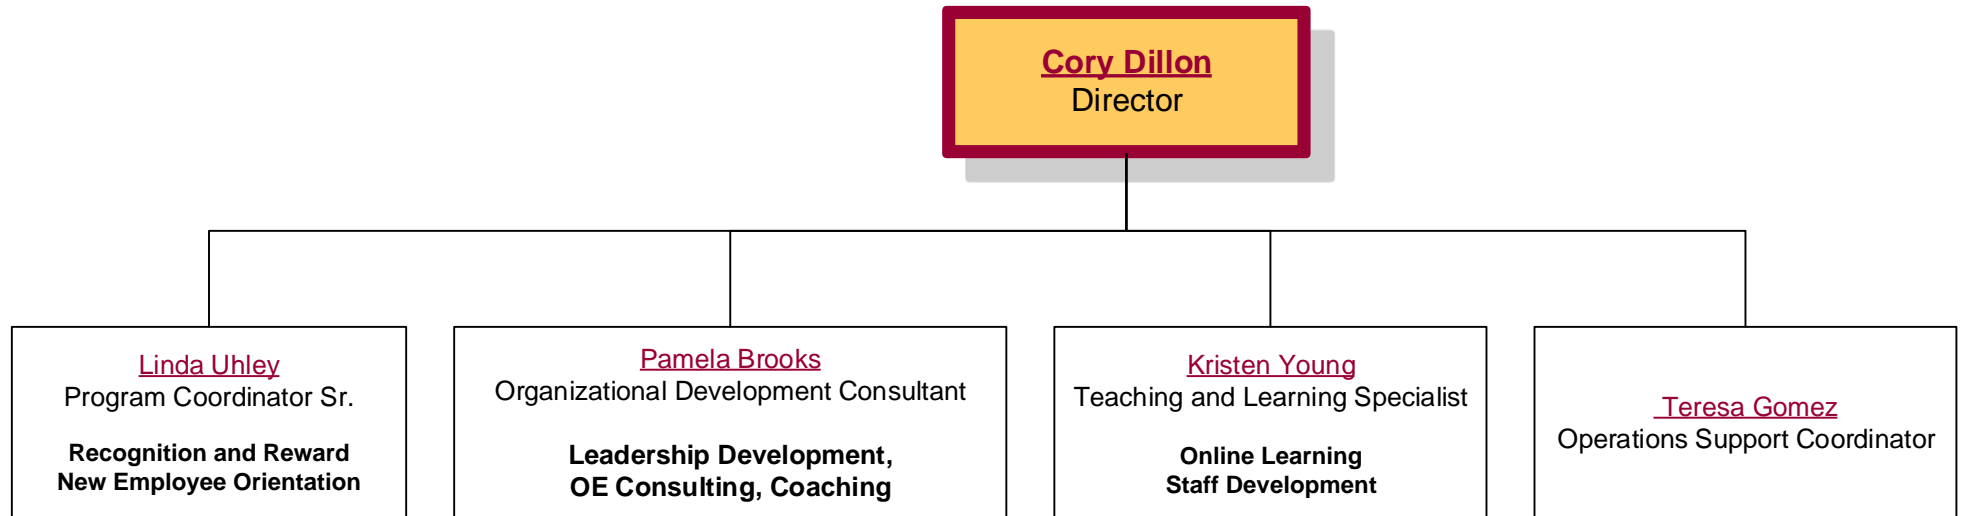 Cory Dillon
Director
Linda Uhley
Program Coordinator Sr.
Recognition and Reward
New Employee Orientation
Pamela Brooks
Organizational Development Consultant
Leadership Development,
OE Consulting, Coaching
Kristen Young
Teaching and Learning Specialist
Online Learning
Staff Development
Teresa Gomez
Operations Support Coordinator